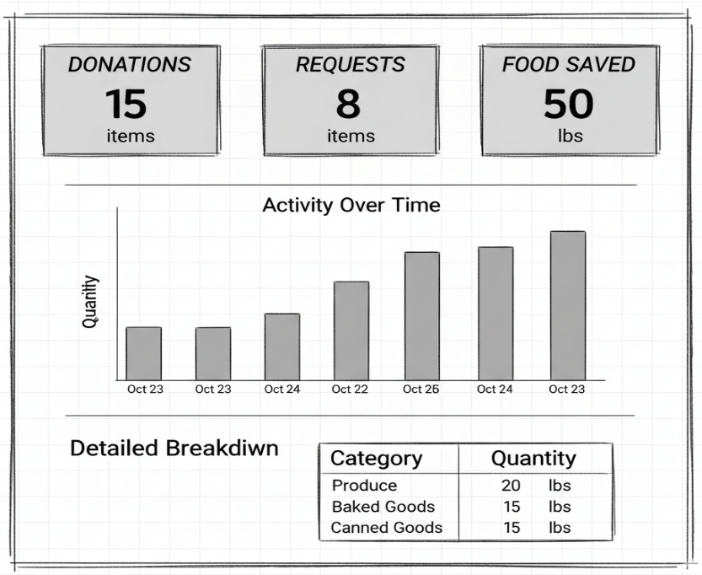 DONATIONS
15
items
REQUESTS
8
items
FOOD SAVED
50
lbs
Activity Over Time
Oct 23 Oct 23 Oct 24 Oct 22 Oct 26 Oct 24 Oct 23
Detailed Breakdiwn
Category Quantity
Produce 20 lbs
Baked Goods 15 lbs
Canned Goods 15 lbs